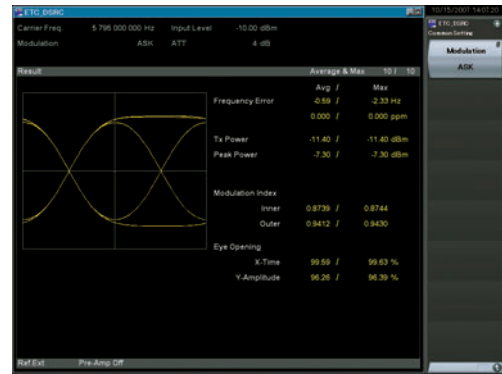 ETC_DSRC
10/15/2007 14:07:20
Carrier Freq. 5 795 000 000 Hz Input Level -10.00 dBm
Modulation ASK ATT 4 dB
ETC_DSRC
Common Setting
Modulation
ASK
Result Average & Max 10 / 10
Avg / Max
Frequency Error -0.59 / -2.33 Hz
0.000 / 0.000 ppm
Tx Power -11.40 / -11.40 dBm
Peak Power -7.30 / -7.30 dBm
Modulation Index
Inner 0.8739 / 0.8744
Outer 0.9412 / 0.9430
Eye Opening
X-Time 99.59 / 99.63 %
Y-Amplitude 96.26 / 96.39 %
Ref.Ext Pre-Amp Off